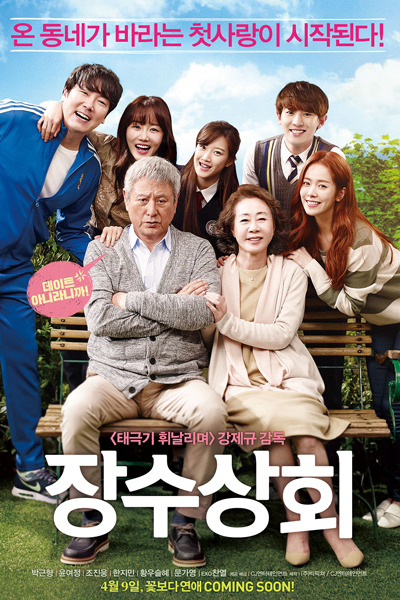 온 동네가 바라는 첫사랑이 시작된다!
데이트
아니라니까!
<태극기 휘날리며> 강제규 감독
장수상회
박근형 | 윤여정 | 조진웅 | 한지민 | 황우슬혜 | 문가영 | EXO 찬열
4월 9일, 꽃보다 연애 COMING SOON!